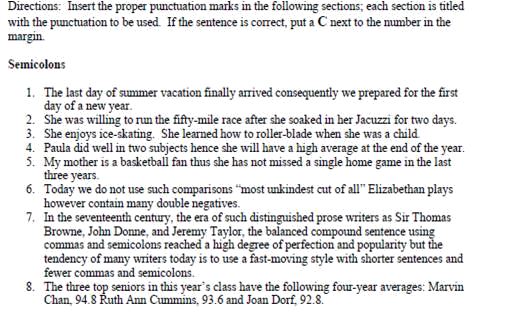 Directions: Insert the proper punctuation marks in the following sections; each section is titled
with the punctuation to be used. If the sentence is correct, put a C next to the number in the
margin.
Semicolons
1. The last day of summer vacation finally arrived consequently we prepared for the first
day of a new year.
2. She was willing to run the fifty-mile race after she soaked in her Jacuzzi for two days.
3. She enjoys ice-skating. She learned how to roller-blade when she was a child.
4. Paula did well in two subjects hence she will have a high average at the end of the year.
5. My mother is a basketball fan thus she has not missed a single home game in the last
three years.
6. Today we do not use such comparisons “most unkindest cut of all” Elizabethan plays
however contain many double negatives.
7. In the seventeenth century, the era of such distinguished prose writers as Sir Thomas
Browne, John Donne, and Jeremy Taylor, the balanced compound sentence using
commas and semicolons reached a high degree of perfection and popularity but the
tendency of many writers today is to use a fast-moving style with shorter sentences and
fewer commas and semicolons.
8. The three top seniors in this year’s class have the following four-year averages: Marvin
Chan, 94.8 Ruth Ann Cummins, 93.6 and Joan Dorf, 92.8.